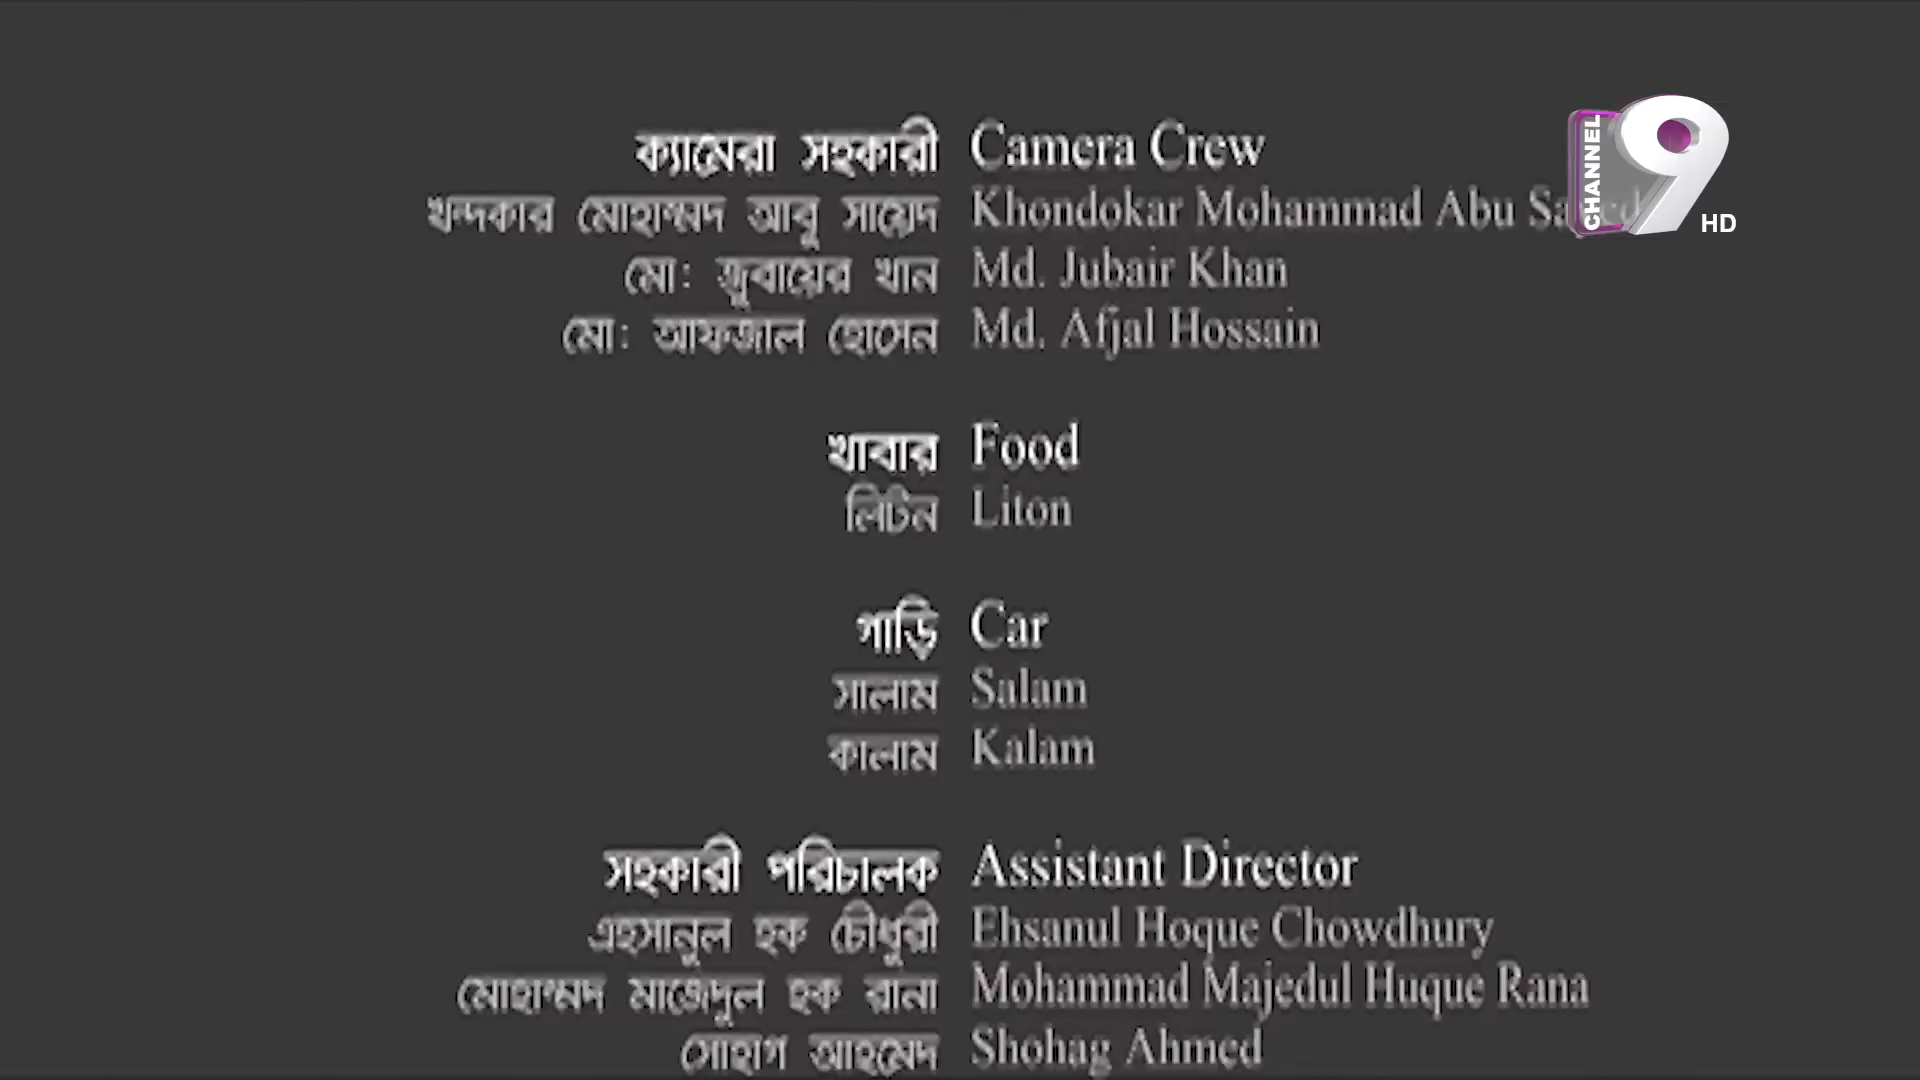 ক্যামেরা সহকারী Camera Crew
খন্দকার মোহাম্মদ আবু সায়েদ Khondokar Mohammad Abu
মো: জুবায়ের খান Md. Jubair Khan
মো: আফজাল হোসেন Md. Afjal Hossain
খাবার Food
লিটন Liton
গাড়ি Car
সালাম Salam
কালাম Kalam
সহকারী পরিচালক Assistant Director
এহসানুল হক চৌধুরী Ehsanul Hoque Chowdhury
মোহাম্মদ মাজেদুল হক রানা Mohammad Majedul Huque Rana
সোহাগ আহমেদ Shohag Ahmed
CHANNEL 9 HD